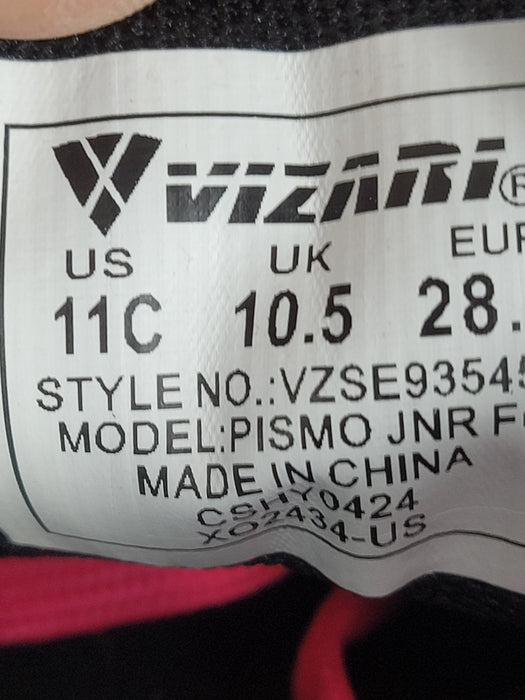 VIZARI®
US UK EUR
11C 10.5 28.
STYLE NO.:VZSE9354
MODEL:PISMO JNR
MADE IN CHINA
CSHY0424
XO2434-US